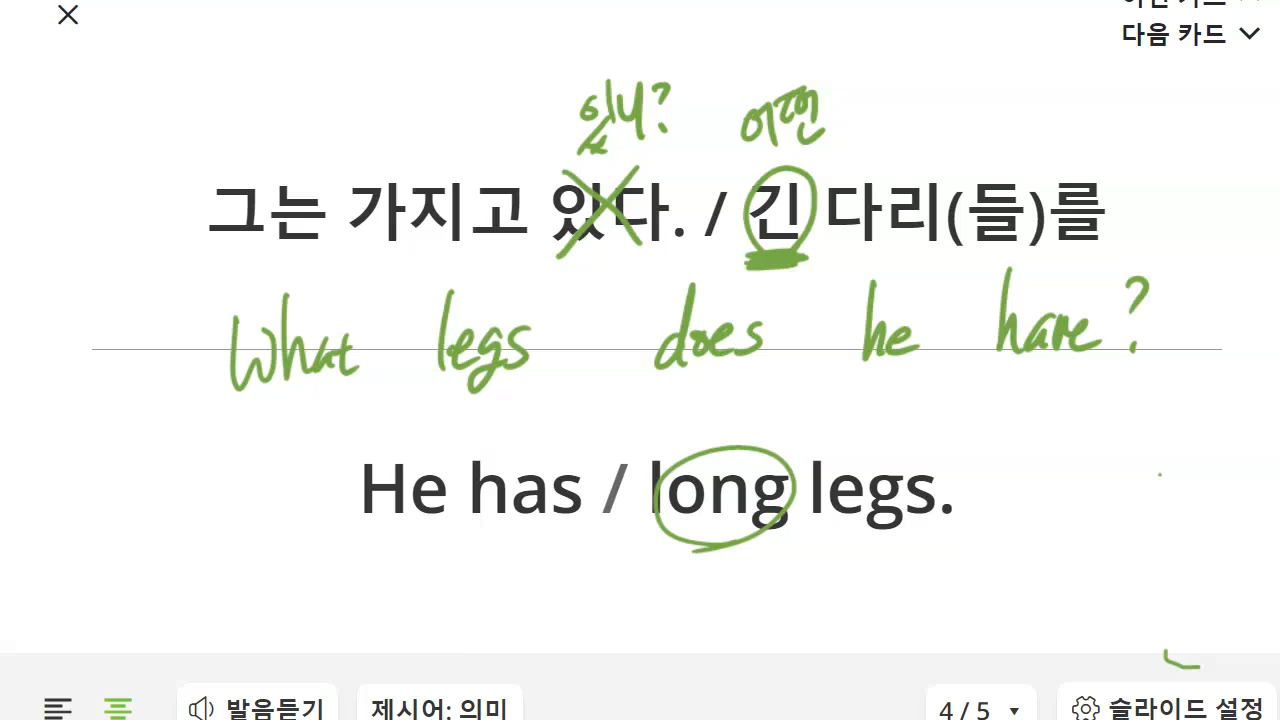 다음 카드
있니? 어떤
그는 가지고 있다. / 긴 다리(들)를
What legs does he have?
He has / long legs.
발음듣기 제시어: 의미 4 / 5 슬라이드 설정